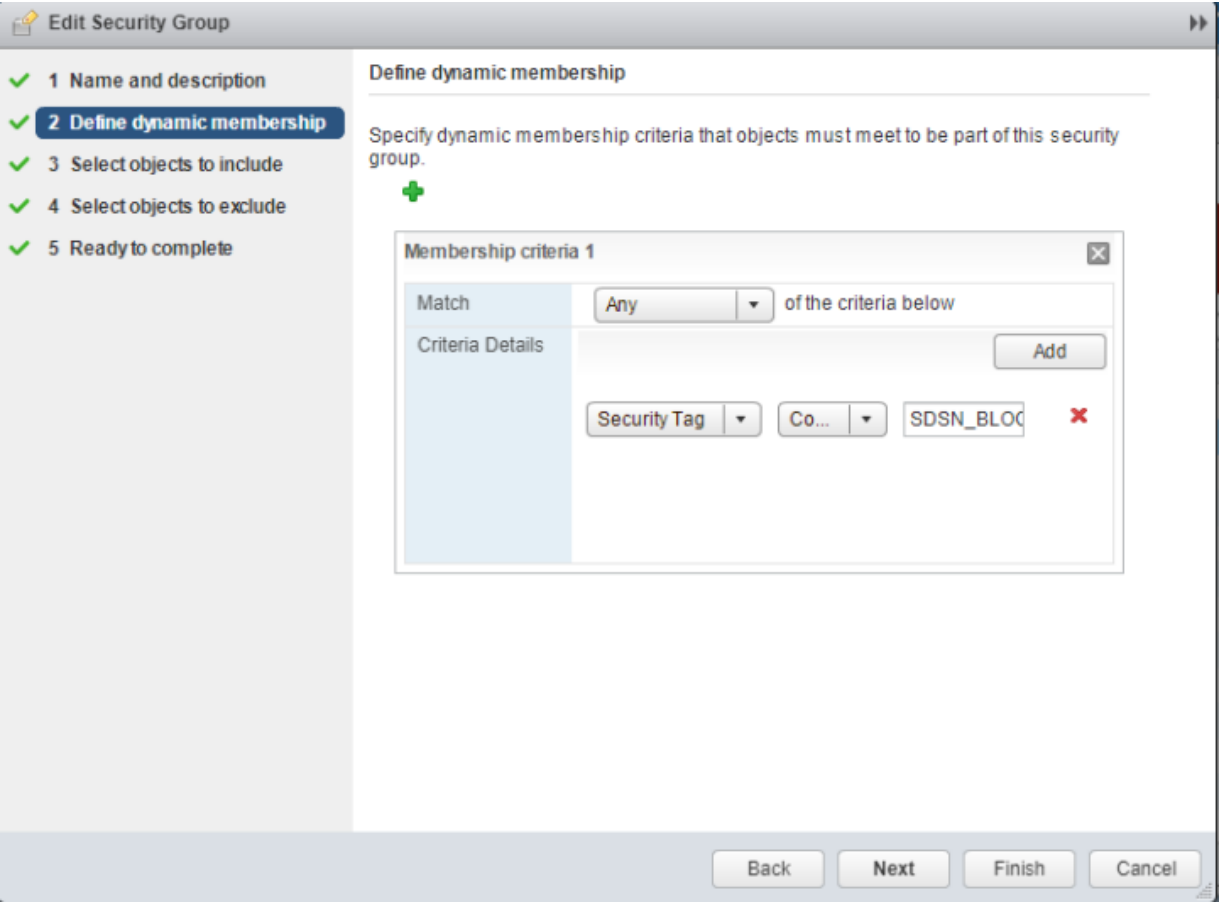 Edit Security Group
1 Name and description
2 Define dynamic membership
3 Select objects to include
4 Select objects to exclude
5 Ready to complete
Define dynamic membership
Specify dynamic membership criteria that objects must meet to be part of this security
group.
Membership criteria 1
Match Any of the criteria below
Criteria Details Add
Security Tag Co... SDSN_BLOC
Back Next Finish Cancel